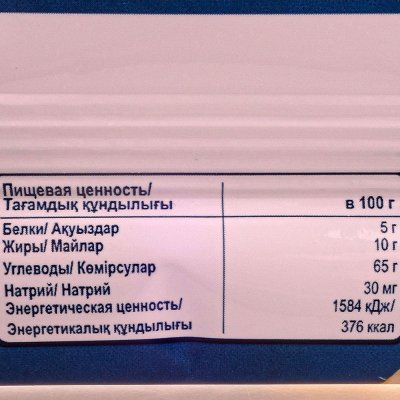 Пищевая ценность/
Тағамдық құндылығы в 100 г
Белки/ Ақуыздар 5 г
Жиры/ Майлар 10 г
Углеводы/ Көмірсулар 65 г
Натрий/ Натрий 30 мг
Энергетическая ценность/ 1584 кДж/
Энергетикалық құндылығы 376 ккал